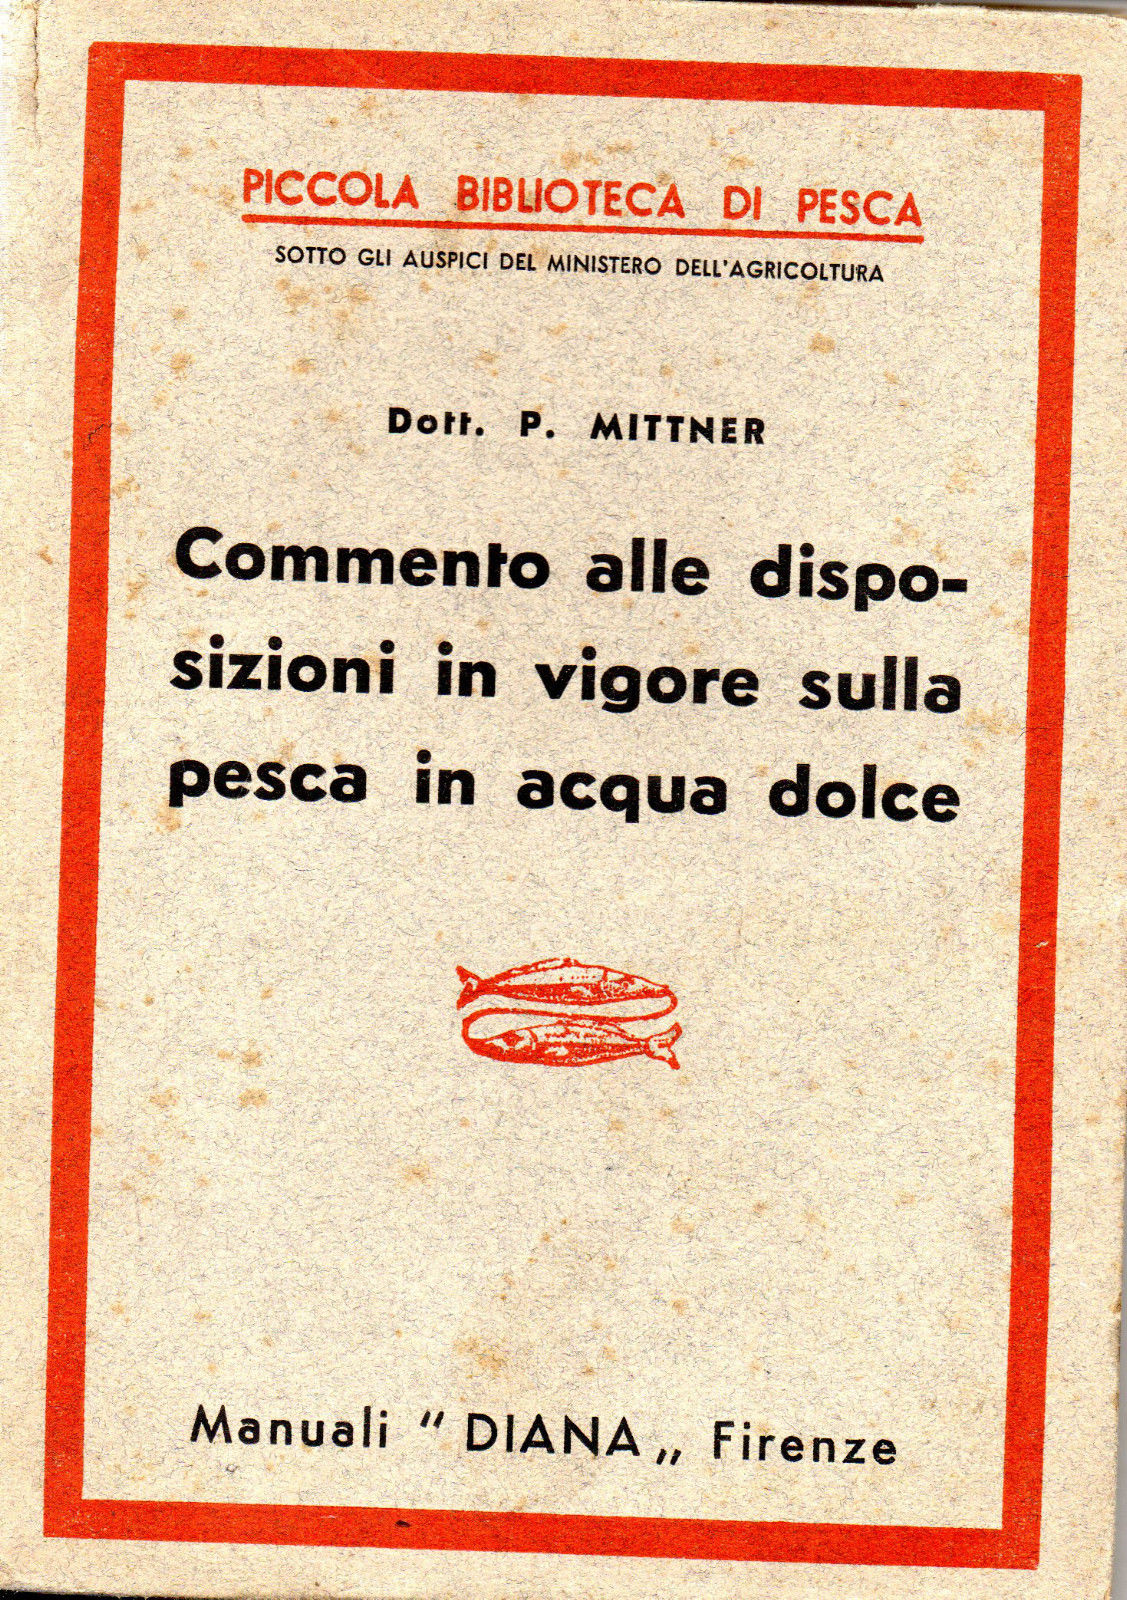 PICCOLA BIBLIOTECA DI PESCA
SOTTO GLI AUSPICI DEL MINISTERO DELL'AGRICOLTURA
Dott. P. MITTNER
Commento alle dispo-
sizioni in vigore sulla
pesca in acqua dolce
Manuali "DIANA„ Firenze